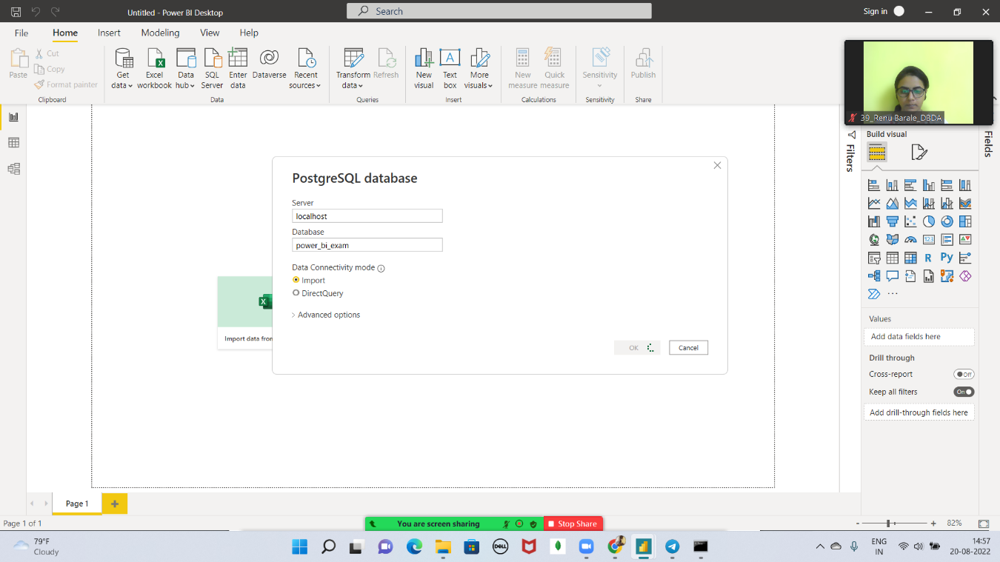 Untitled - Power BI Desktop
Search
Sign in
File Home Insert Modeling View Help
Paste
Cut
Copy
Format painter
Clipboard
Get data
Excel workbook
Data hub
SQL Server
Enter data
Dataverse
Recent sources
Data
Transform data
Refresh
Queries
New visual
Text box
More visuals
Insert
New measure
Quick measure
Calculations
Sensitivity
Sensitivity
Publish
Share
39_Renu Barale_DBDA
Filters
Build visual
Fields
PostgreSQL database
Server
localhost
Database
power_bi_exam
Data Connectivity mode
Import
DirectQuery
Advanced options
OK
Cancel
Import data from
123
R
Py
Values
Add data fields here
Drill through
Cross-report
Off
Keep all filters
On
Add drill-through fields here
Page 1
Page 1 of 1
You are screen sharing
Stop Share
- + 82%
79°F
Cloudy
DELL
ENG
IN
14:57
20-08-2022